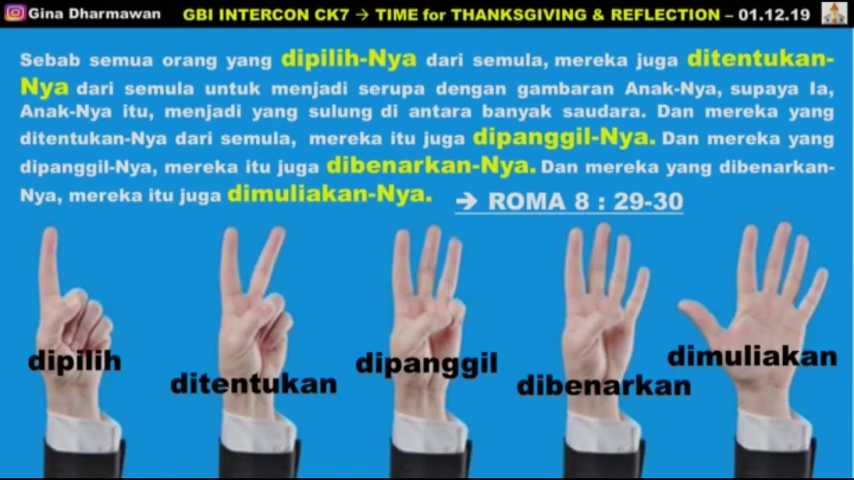 Gina Dharmawan GBI INTERCON CK7 → TIME for THANKSGIVING & REFLECTION – 01.12.19
Sebab semua orang yang dipilih-Nya dari semula, mereka juga ditentukan-
Nya dari semula untuk menjadi serupa dengan gambaran Anak-Nya, supaya Ia,
Anak-Nya itu, menjadi yang sulung di antara banyak saudara. Dan mereka yang
ditentukan-Nya dari semula, mereka itu juga dipanggil-Nya. Dan mereka yang
dipanggil-Nya, mereka itu juga dibenarkan-Nya. Dan mereka yang dibenarkan-
Nya, mereka itu juga dimuliakan-Nya. → ROMA 8 : 29-30
dipilih
ditentukan
dipanggil
dibenarkan
dimuliakan